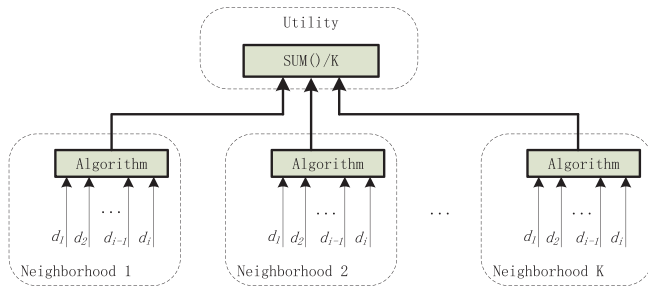 Utility
SUM()/K
Algorithm Algorithm Algorithm
... ... ...
d1 d2 di-1 di d1 d2 di-1 di ... d1 d2 di-1 di
Neighborhood 1 Neighborhood 2 Neighborhood K